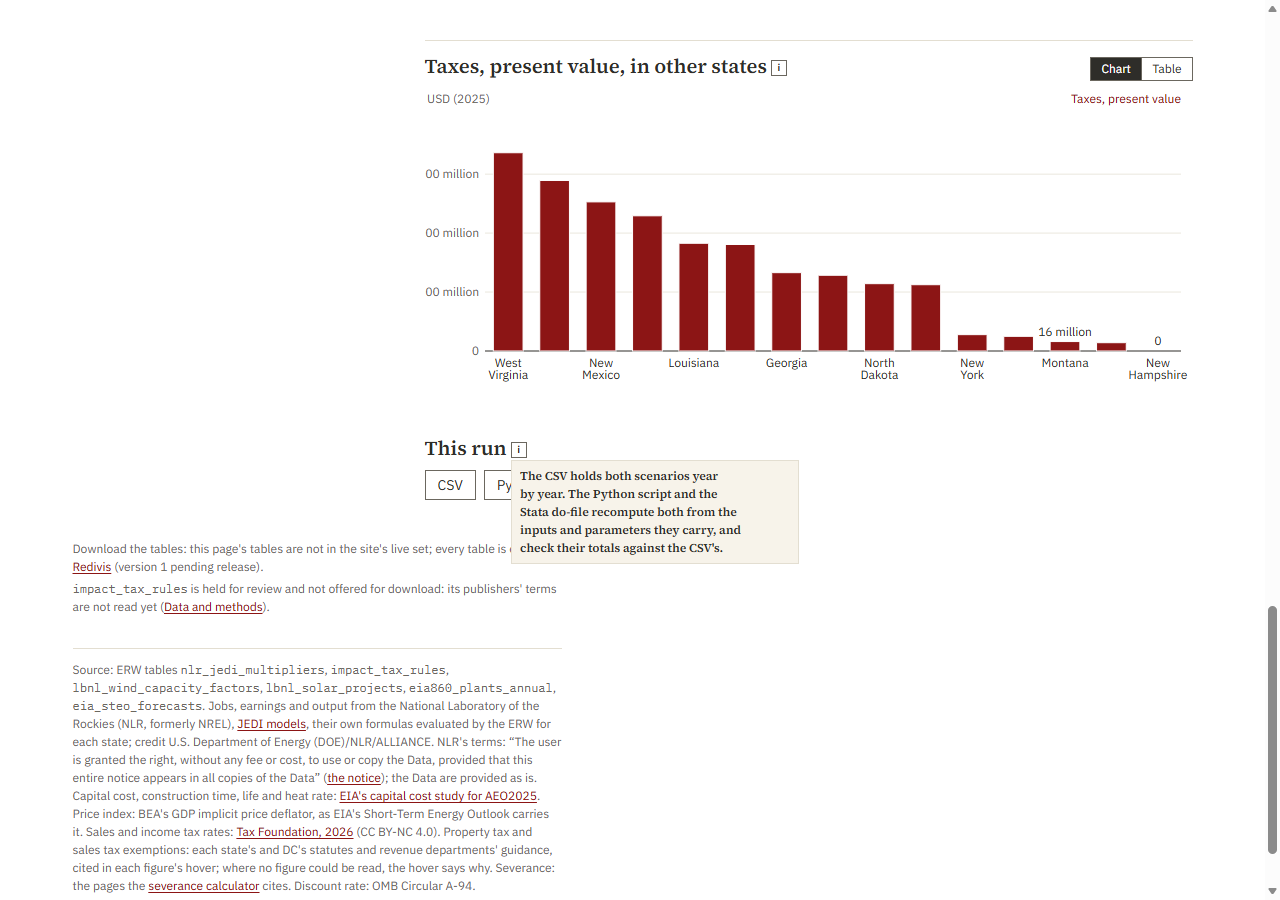 Taxes, present value, in other states i
Chart Table
USD (2025)
Taxes, present value
00 million
00 million
00 million
0
16 million
0
West Virginia
New Mexico
Louisiana
Georgia
North Dakota
New York
Montana
New Hampshire
This run i
CSV Py
The CSV holds both scenarios year
by year. The Python script and the
Stata do-file recompute both from the
inputs and parameters they carry, and
check their totals against the CSV's.
Download the tables: this page's tables are not in the site's live set; every table is
Redivis (version 1 pending release).
impact_tax_rules is held for review and not offered for download: its publishers' terms
are not read yet (Data and methods).
Source: ERW tables nlr_jedi_multipliers, impact_tax_rules,
lbnl_wind_capacity_factors, lbnl_solar_projects, eia860_plants_annual,
eia_steo_forecasts. Jobs, earnings and output from the National Laboratory of the
Rockies (NLR, formerly NREL), JEDI models, their own formulas evaluated by the ERW for
each state; credit U.S. Department of Energy (DOE)/NLR/ALLIANCE. NLR's terms: “The user
is granted the right, without any fee or cost, to use or copy the Data, provided that this
entire notice appears in all copies of the Data” (the notice); the Data are provided as is.
Capital cost, construction time, life and heat rate: EIA's capital cost study for AEO2025.
Price index: BEA's GDP implicit price deflator, as EIA's Short-Term Energy Outlook carries
it. Sales and income tax rates: Tax Foundation, 2026 (CC BY-NC 4.0). Property tax and
sales tax exemptions: each state's and DC's statutes and revenue departments' guidance,
cited in each figure's hover; where no figure could be read, the hover says why. Severance:
the pages the severance calculator cites. Discount rate: OMB Circular A-94.